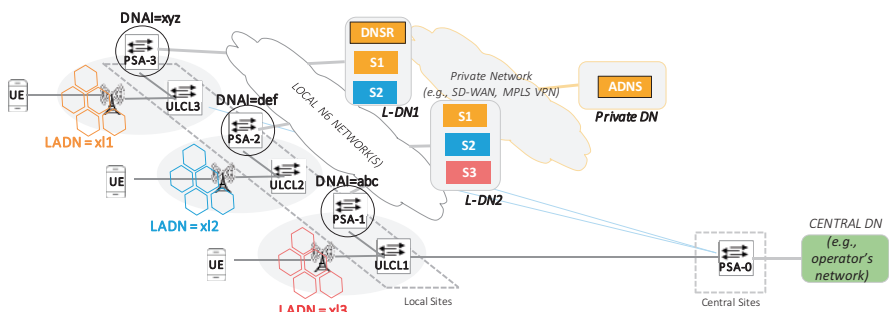 DNAI=xyz
PSA-3
UE
ULCL3
LADN = xl1
DNAI=def
PSA-2
UE
ULCL2
LADN = xl2
DNAI=abc
PSA-1
UE
ULCL1
LADN = xl3
Local Sites
LOCAL N6 NETWORK(S)
DNSR
S1
S2
L-DN1
Private Network
(e.g., SD-WAN, MPLS VPN)
S1
S2
S3
L-DN2
ADNS
Private DN
PSA-0
Central Sites
CENTRAL DN
(e.g.,
operator's
network)